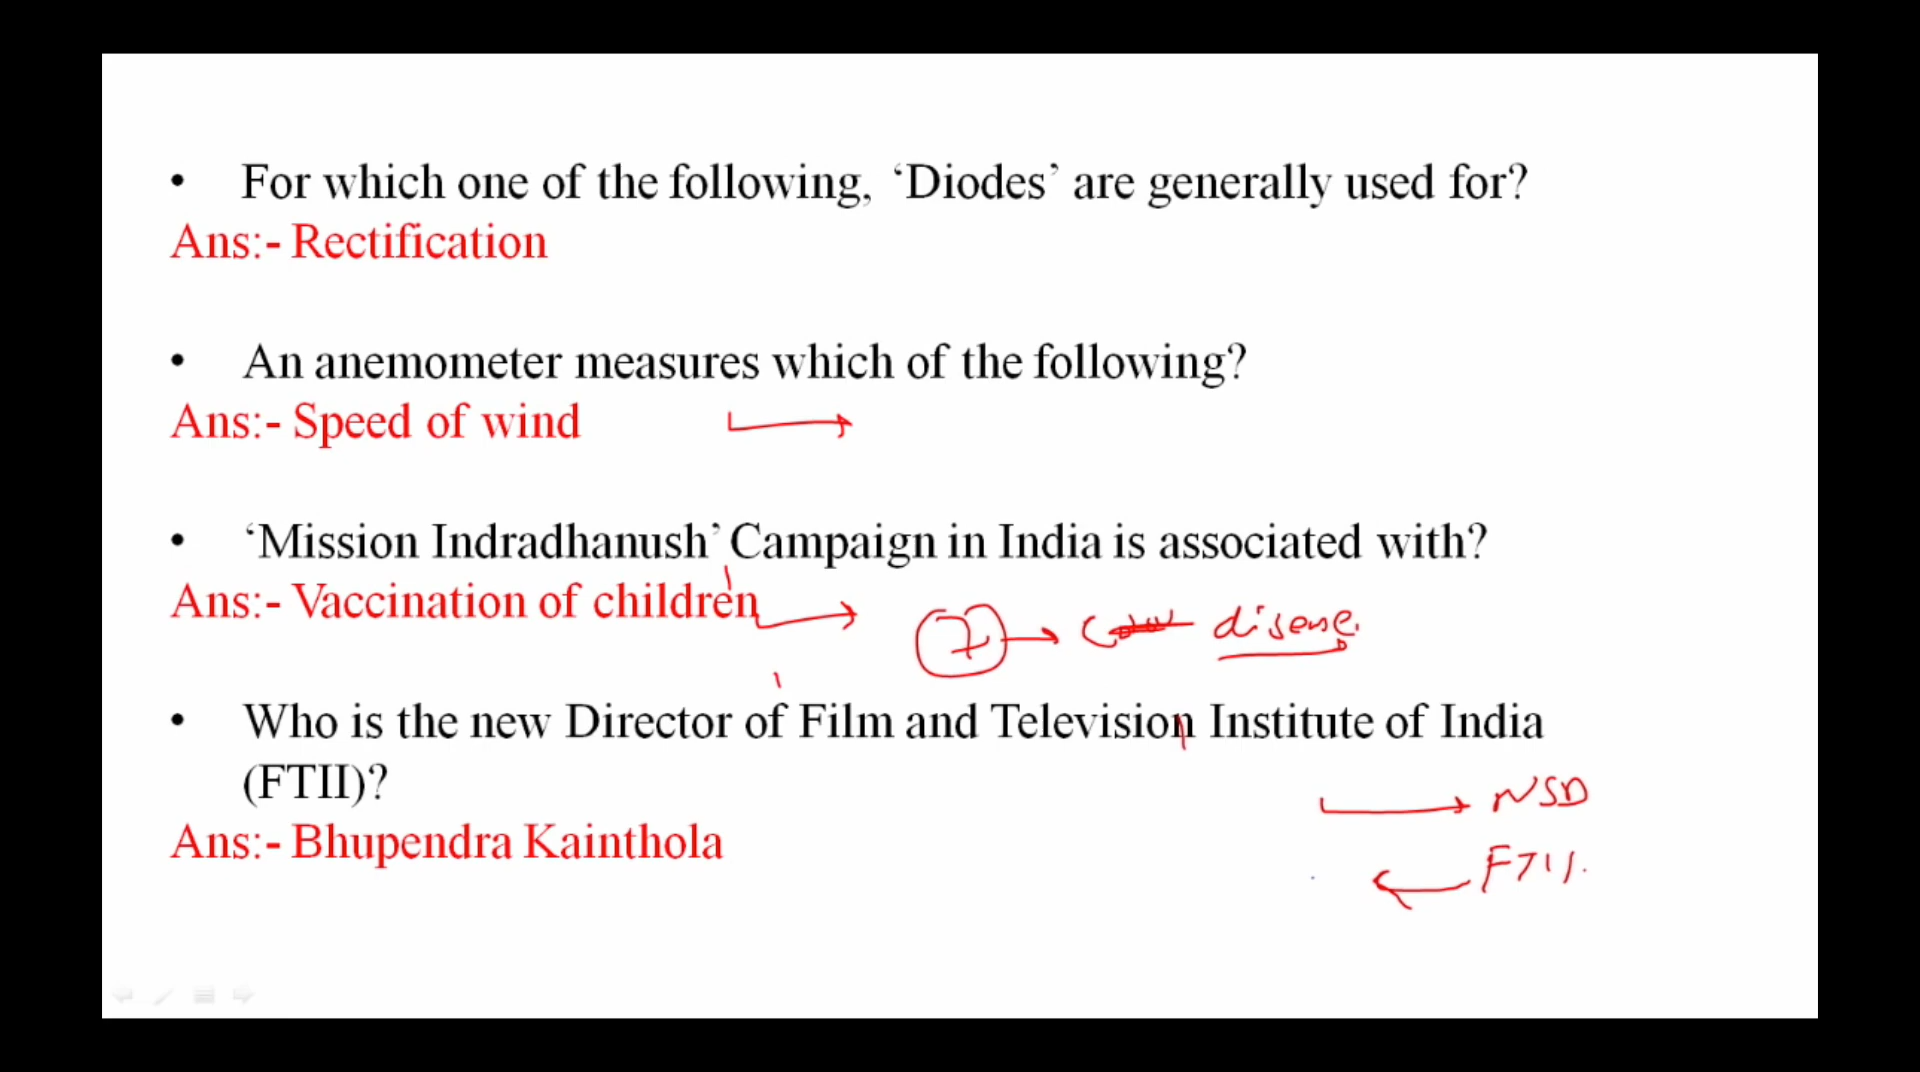 • For which one of the following, ‘Diodes’ are generally used for?
Ans:- Rectification
• An anemometer measures which of the following?
Ans:- Speed of wind
• ‘Mission Indradhanush’ Campaign in India is associated with?
Ans:- Vaccination of children
7 disease.
• Who is the new Director of Film and Television Institute of India
(FTII)?
NSD
Ans:- Bhupendra Kainthola
FTII.